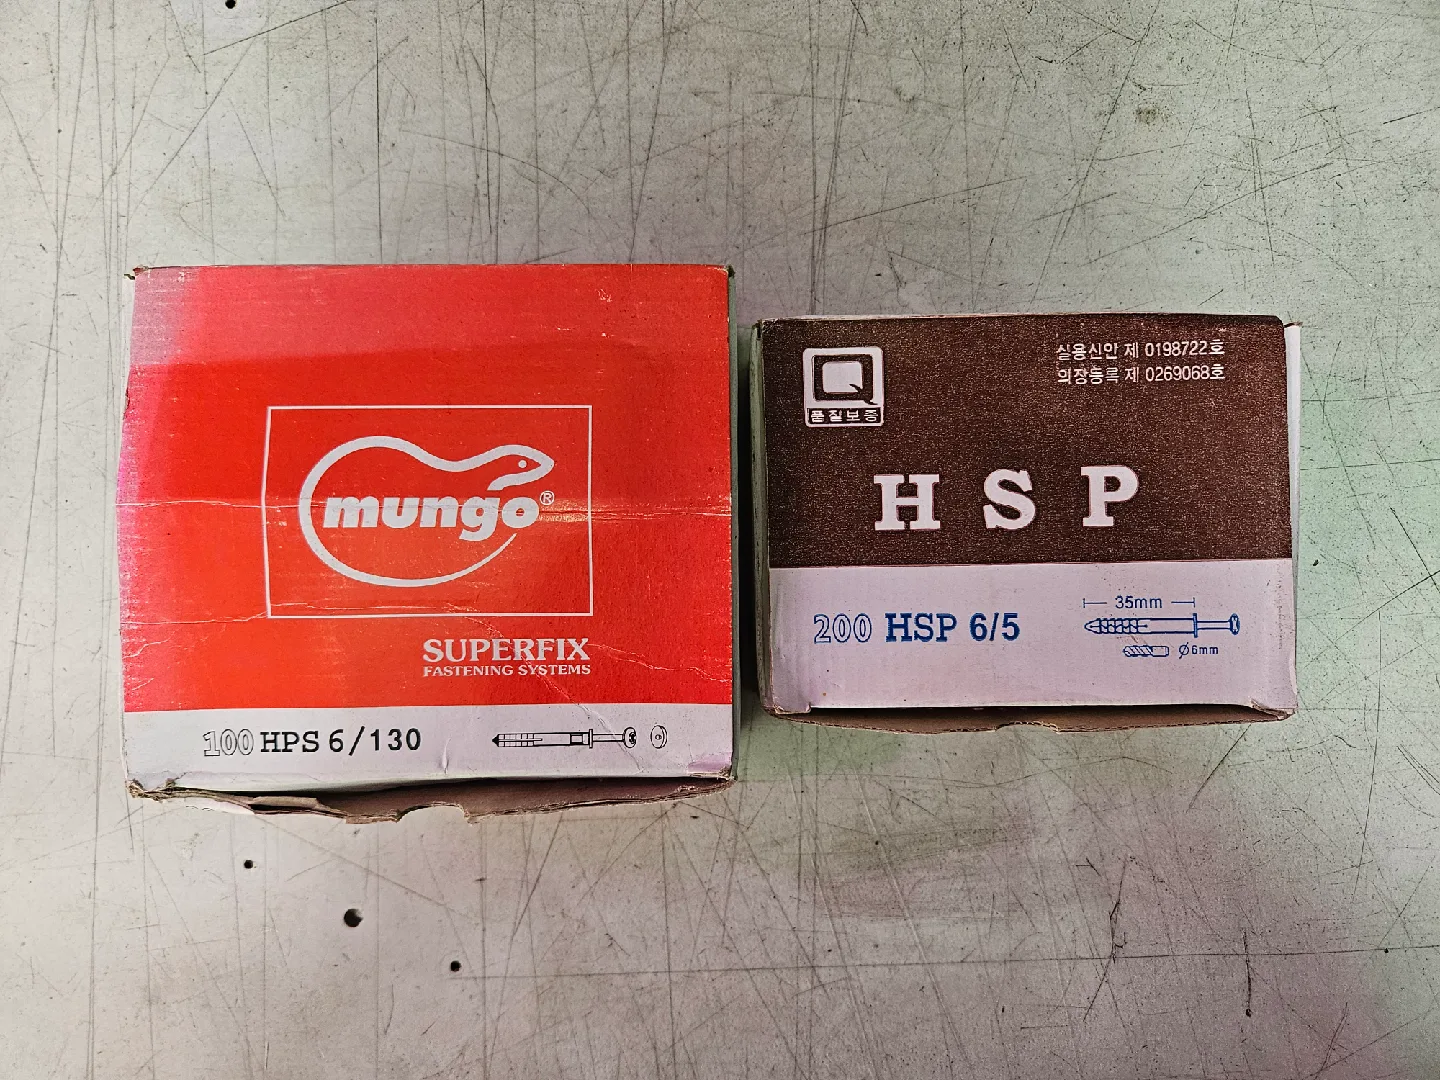 mungo®
SUPERFIX
FASTENING SYSTEMS
100 HPS 6/130
품질보증
실용신안 제 0198722호
의장등록 제 0269068호
HSP
200 HSP 6/5
35mm
Ø6mm